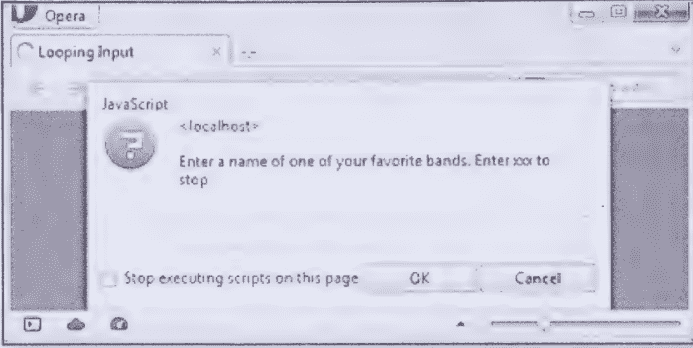 Opera
Looping Input
JavaScript
<localhost>
Enter a name of one of your favorite bands. Enter xxx to
stop
Stop executing scripts on this page
OK
Cancel